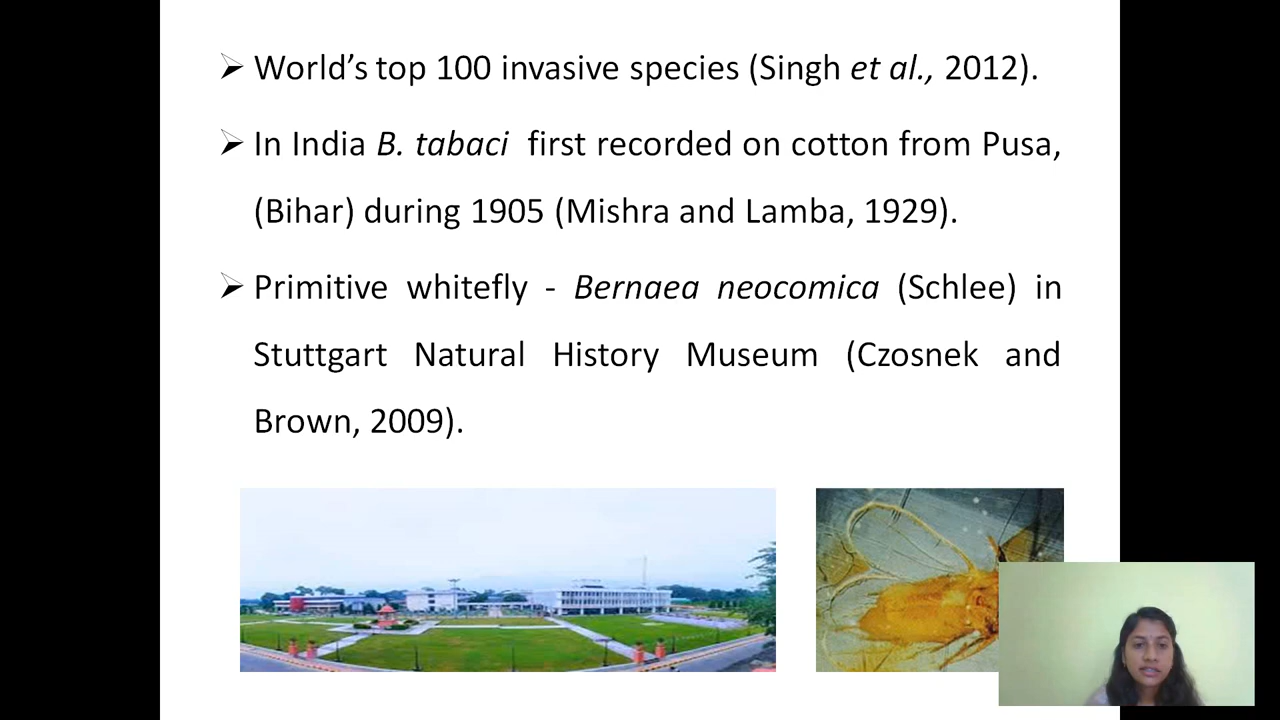 World’s top 100 invasive species (Singh et al., 2012).
In India B. tabaci first recorded on cotton from Pusa,
(Bihar) during 1905 (Mishra and Lamba, 1929).
Primitive whitefly - Bernaea neocomica (Schlee) in
Stuttgart Natural History Museum (Czosnek and
Brown, 2009).